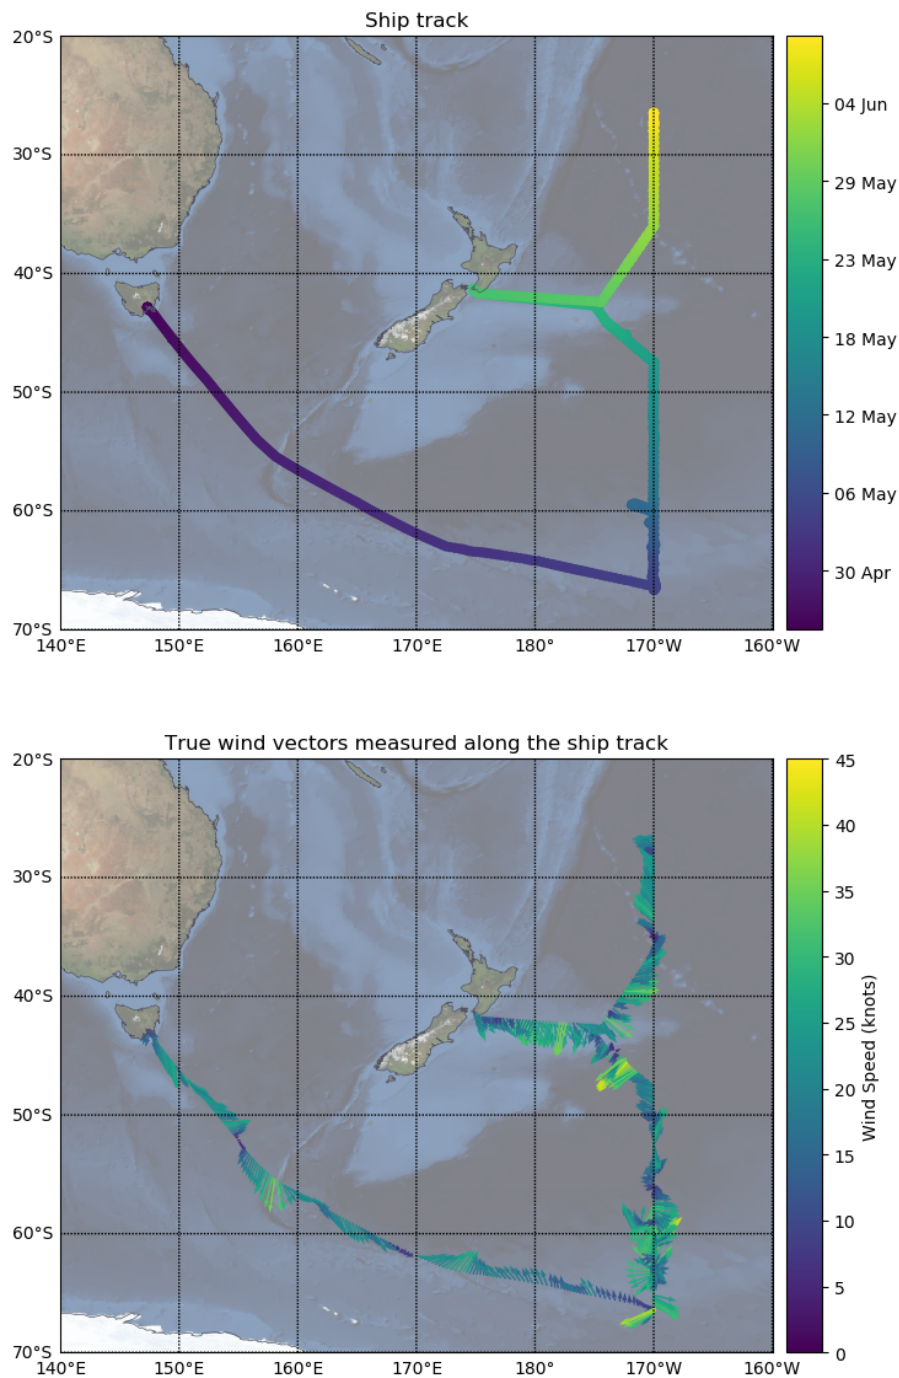 Ship track
20°S
30°S
40°S
50°S
60°S
70°S
140°E 150°E 160°E 170°E 180° 170°W 160°W
04 Jun
29 May
23 May
18 May
12 May
06 May
30 Apr
True wind vectors measured along the ship track
20°S
30°S
40°S
50°S
60°S
70°S
140°E 150°E 160°E 170°E 180° 170°W 160°W
45
40
35
30
25
20
15
10
5
0
Wind Speed (knots)